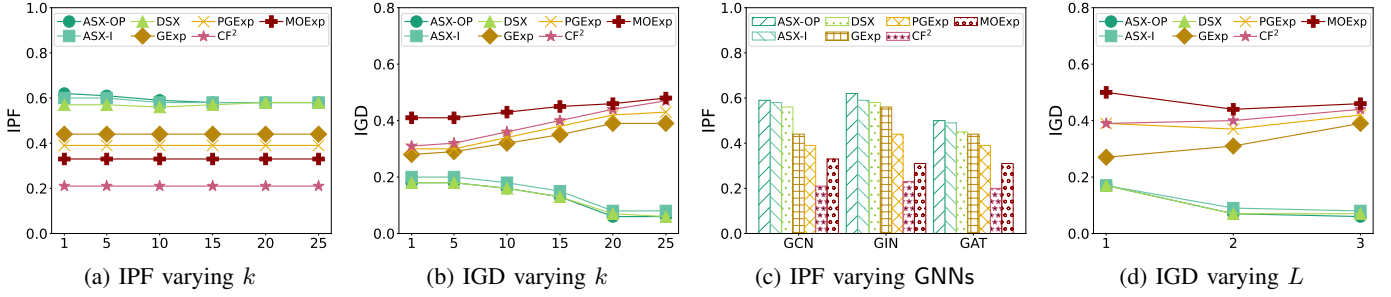 ASX-OP DSX PGExp MOExp
ASX-I GExp CF²
IPF
1.0
0.8
0.6
0.4
0.2
0.0
1 5 10 15 20 25
(a) IPF varying k
ASX-OP DSX PGExp MOExp
ASX-I GExp CF²
IGD
0.8
0.6
0.4
0.2
0.0
1 5 10 15 20 25
(b) IGD varying k
ASX-OP DSX PGExp MOExp
ASX-I GExp CF²
IPF
1.0
0.8
0.6
0.4
0.2
0.0
GCN GIN GAT
(c) IPF varying GNNs
ASX-OP DSX PGExp MOExp
ASX-I GExp CF²
IGD
0.8
0.6
0.4
0.2
0.0
1 2 3
(d) IGD varying L